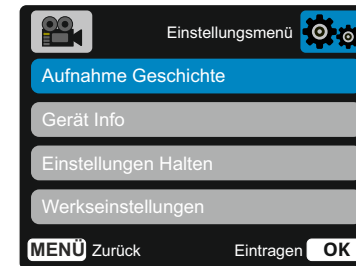 Einstellungsmenü
Aufnahme Geschichte
Gerät Info
Einstellungen Halten
Werkseinstellungen
MENÜ Zurück Eintragen OK